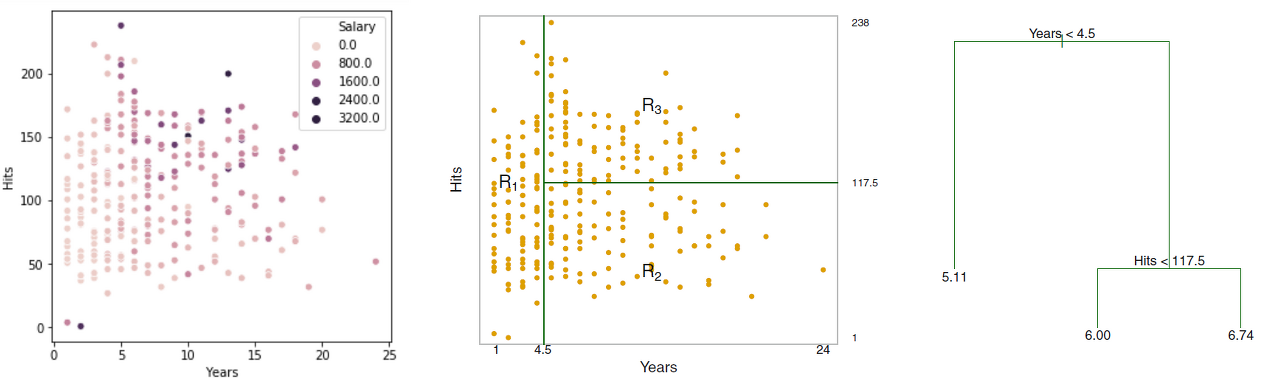 Salary
0.0
800.0
1600.0
2400.0
3200.0
200
150
100
50
0
Hits
0
5
10
15
20
25
Years
238
R3
Hits
R1
117.5
R2
1
1
4.5
24
Years
Years < 4.5
5.11
Hits < 117.5
6.00
6.74